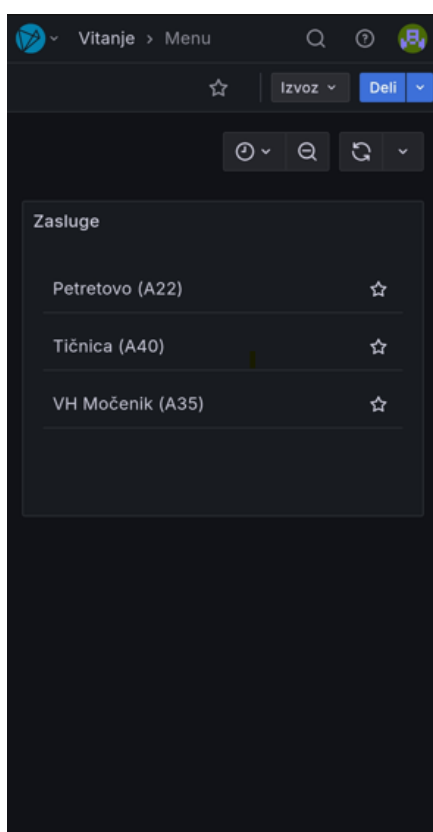 Vitanje > Menu
Izvoz
Deli
Zasluge
Petretovo (A22)
Tičnica (A40)
VH Močenik (A35)